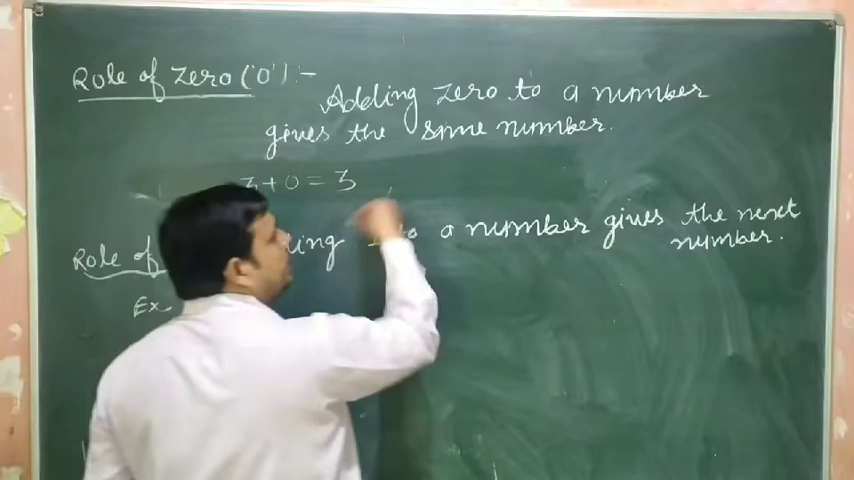 Role of Zero ('0') :-
Adding zero to a number
gives the same number.
3+0=3
Role of ing to a number gives the next
number.
Ex